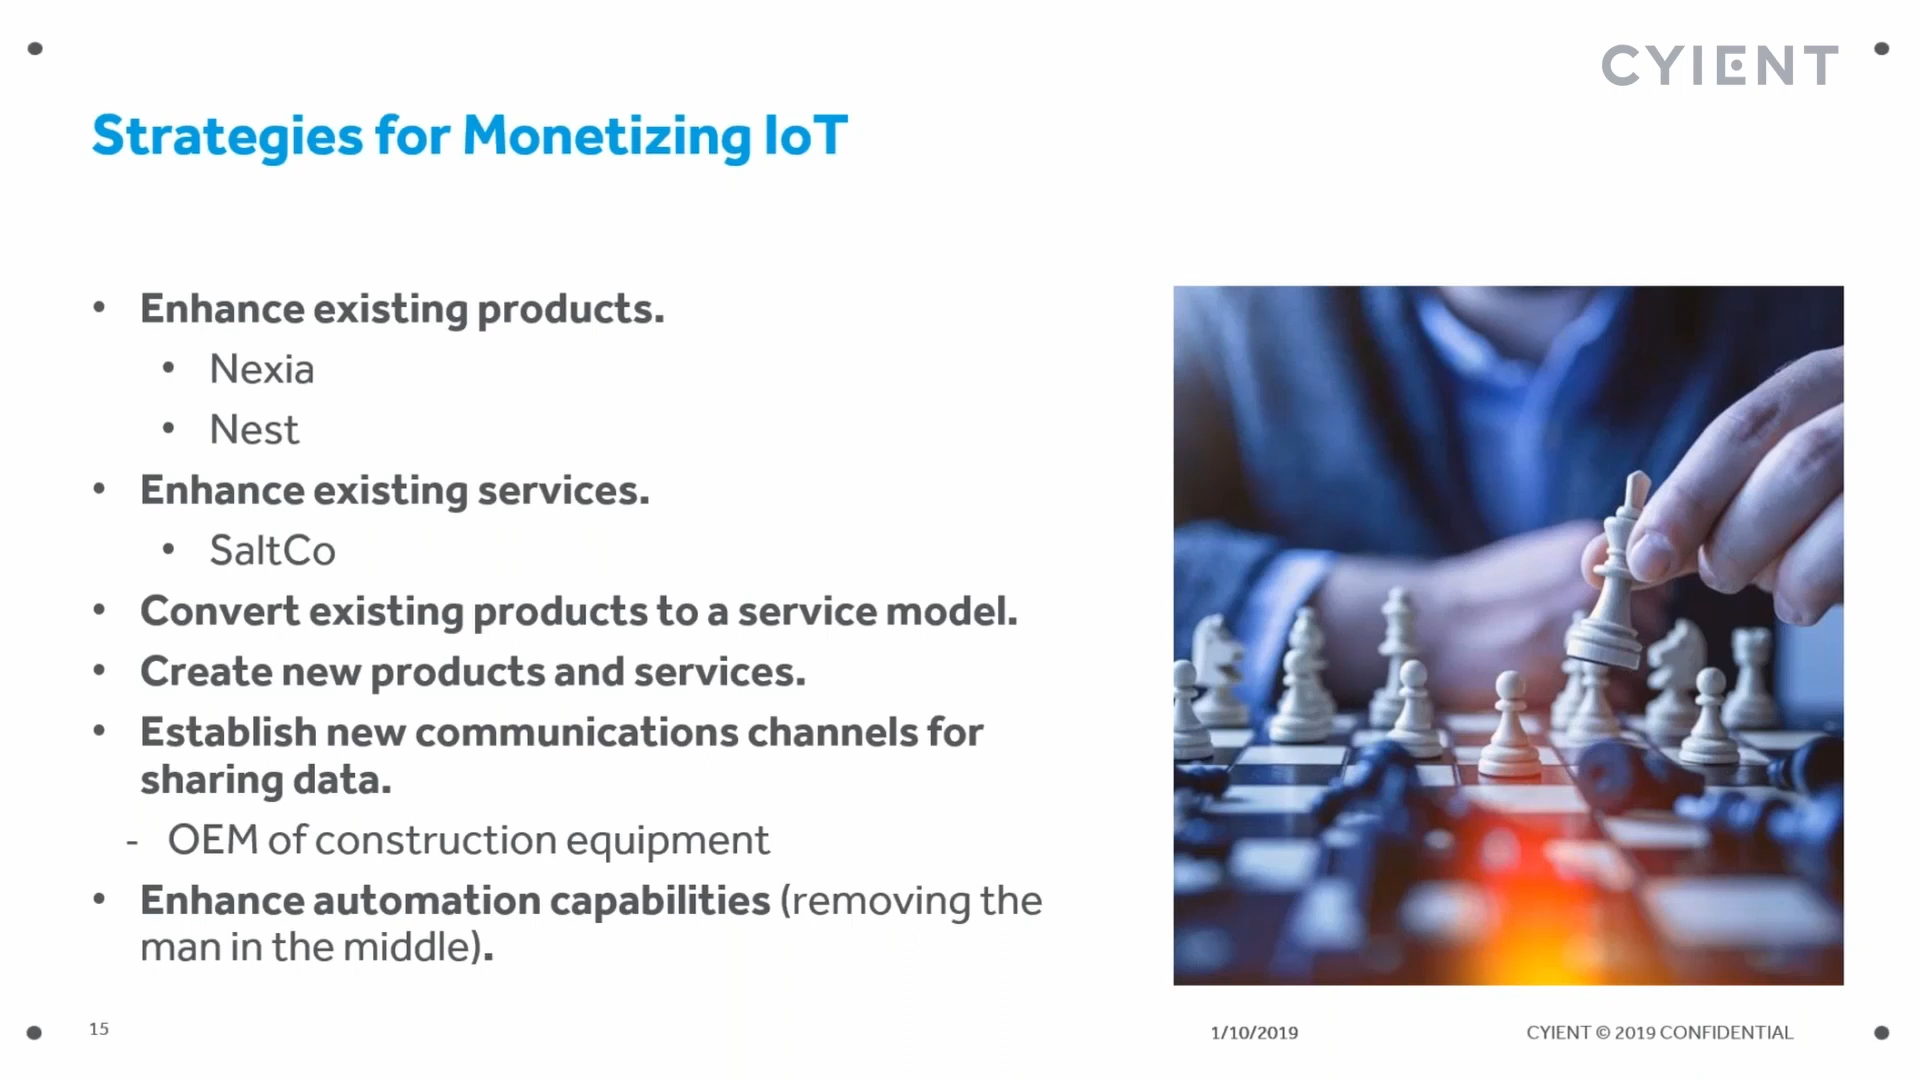 CYIENT
Strategies for Monetizing IoT
• Enhance existing products.
• Nexia
• Nest
• Enhance existing services.
• SaltCo
• Convert existing products to a service model.
• Create new products and services.
• Establish new communications channels for
sharing data.
- OEM of construction equipment
• Enhance automation capabilities (removing the
man in the middle).
15
1/10/2019
CYIENT © 2019 CONFIDENTIAL